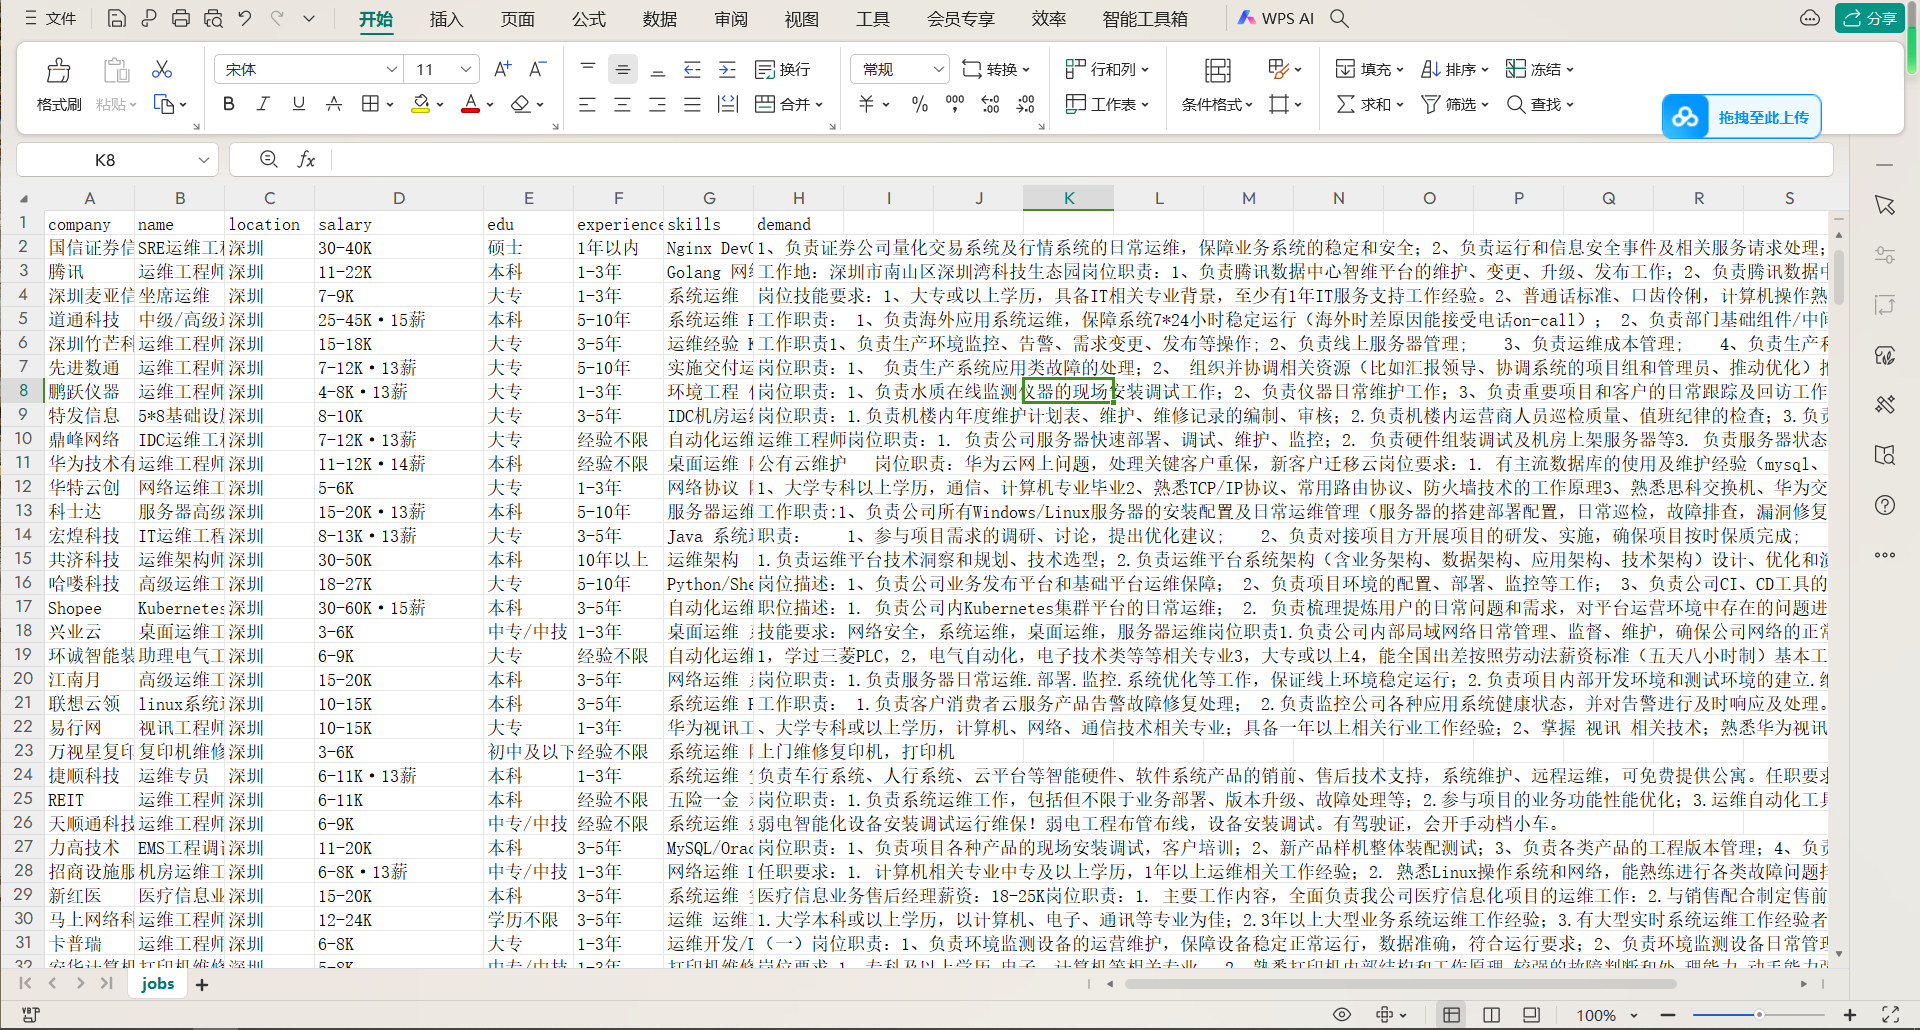 文件 开始 插入 页面 公式 数据 审阅 视图 工具 会员专享 效率 智能工具箱 WPS AI 分享
宋体 11 A+ A- 换行 常规 转换 行和列 填充 排序 冻结
格式刷 粘贴 B I U A 合并 % 工作表 条件格式 求和 筛选 查找
拖拽至此上传
K8 fx
A B C D E F G H I J K L M N O P Q R S
1 company name location salary edu experience skills demand
2 国信证券信 SRE运维工程 深圳 30-40K 硕士 1年以内 Nginx DevO 1、负责证券公司量化交易系统及行情系统的日常运维，保障业务系统的稳定和安全；2、负责运行和信息安全事件及相关服务请求处理；
3 腾讯 运维工程师 深圳 11-22K 本科 1-3年 Golang 网络 工作地：深圳市南山区深圳湾科技生态园岗位职责：1、负责腾讯数据中心智维平台的维护、变更、升级、发布工作；2、负责腾讯数据中
4 深圳麦亚信 坐席运维 深圳 7-9K 大专 1-3年 系统运维 岗位技能要求：1、大专或以上学历，具备IT相关专业背景，至少有1年IT服务支持工作经验。2、普通话标准、口齿伶俐，计算机操作熟
5 道通科技 中级/高级 深圳 25-45K·15薪 本科 5-10年 系统运维 工作职责： 1、负责海外应用系统运维，保障系统7*24小时稳定运行（海外时差原因能接受电话on-call）； 2、负责部门基础组件/中间
6 深圳竹芒科 运维工程师 深圳 15-18K 大专 3-5年 运维经验 工作职责1、负责生产环境监控、告警、需求变更、发布等操作；2、负责线上服务器管理； 3、负责运维成本管理； 4、负责生产
7 先进数通 运维工程师 深圳 7-12K·13薪 大专 5-10年 实施交付运 岗位职责：1、 负责生产系统应用类故障的处理；2、 组织并协调相关资源（比如汇报领导、协调系统的项目组和管理员、推动优化）推
8 鹏跃仪器 运维工程师 深圳 4-8K·13薪 大专 1-3年 环境工程 岗位职责：1、负责水质在线监测仪器的现场安装调试工作；2、负责仪器日常维护工作；3、负责重要项目和客户的日常跟踪及回访工作
9 特发信息 5*8基础设施 深圳 8-10K 大专 3-5年 IDC机房运维 岗位职责：1.负责机楼内年度维护计划表、维护、维修记录的编制、审核；2.负责机楼内运营商人员巡检质量、值班纪律的检查；3.负责
10 鼎峰网络 IDC运维工程 深圳 7-12K·13薪 大专 经验不限 自动化运维 运维工程师岗位职责：1. 负责公司服务器快速部署、调试、维护、监控；2. 负责硬件组装调试及机房上架服务器等3. 负责服务器状态
11 华为技术有 运维工程师 深圳 11-12K·14薪 本科 经验不限 桌面运维 公有云维护 岗位职责：华为云网上问题，处理关键客户重保，新客户迁移云岗位要求：1. 有主流数据库的使用及维护经验（mysql、
12 华特云创 网络运维工 深圳 5-6K 大专 1-3年 网络协议 1、大学专科以上学历，通信、计算机专业毕业2、熟悉TCP/IP协议、常用路由协议、防火墙技术的工作原理3、熟悉思科交换机、华为交
13 科士达 服务器高级 深圳 15-20K·13薪 本科 5-10年 服务器运维 工作职责:1、负责公司所有Windows/Linux服务器的安装配置及日常运维管理（服务器的搭建部署配置，日常巡检，故障排查，漏洞修复
14 宏煌科技 IT运维工程 深圳 8-13K·13薪 大专 3-5年 Java 系统运 职责： 1、参与项目需求的调研、讨论，提出优化建议； 2、负责对接项目方开展项目的研发、实施，确保项目按时保质完成；
15 共济科技 运维架构师 深圳 30-50K 本科 10年以上 运维架构 1.负责运维平台技术洞察和规划、技术选型；2.负责运维平台系统架构（含业务架构、数据架构、应用架构、技术架构）设计、优化和演
16 哈喽科技 高级运维工 深圳 18-27K 大专 5-10年 Python/She 岗位描述：1、负责公司业务发布平台和基础平台运维保障； 2、负责项目环境的配置、部署、监控等工作； 3、负责公司CI、CD工具的
17 Shopee Kubernetes 深圳 30-60K·15薪 本科 3-5年 自动化运维 职位描述：1. 负责公司内Kubernetes集群平台的日常运维； 2. 负责梳理提炼用户的日常问题和需求，对平台运营环境中存在的问题进
18 兴业云 桌面运维工 深圳 3-6K 中专/中技 1-3年 桌面运维 技能要求：网络安全，系统运维，桌面运维，服务器运维岗位职责1.负责公司内部局域网络日常管理、监督、维护，确保公司网络的正常
19 环诚智能装 助理电气工 深圳 6-9K 大专 经验不限 自动化运维 1，学过三菱PLC，2，电气自动化，电子技术类等等相关专业3，大专或以上4，能全国出差按照劳动法薪资标准（五天八小时制）基本工
20 江南月 高级运维工 深圳 15-20K 大专 3-5年 网络运维 岗位职责：1.负责服务器日常运维.部署.监控.系统优化等工作，保证线上环境稳定运行；2.负责项目内部开发环境和测试环境的建立.维
21 联想云领 linux系统运 深圳 10-15K 本科 3-5年 系统运维 工作职责： 1.负责客户消费者云服务产品告警故障修复处理； 2.负责监控公司各种应用系统健康状态，并对告警进行及时响应及处理。
22 易行网 视讯工程师 深圳 10-15K 大专 1-3年 华为视讯工 、大学专科或以上学历，计算机、网络、通信技术相关专业；具备一年以上相关行业工作经验；2、掌握 视讯 相关技术；熟悉华为视讯
23 万视星复印 复印机维修 深圳 3-6K 初中及以下 经验不限 系统运维 上门维修复印机，打印机
24 捷顺科技 运维专员 深圳 6-11K·13薪 本科 1-3年 系统运维 负责车行系统、人行系统、云平台等智能硬件、软件系统产品的销前、售后技术支持，系统维护、远程运维，可免费提供公寓。任职要求
25 REIT 运维工程师 深圳 6-11K 本科 经验不限 五险一金 岗位职责：1.负责系统运维工作，包括但不限于业务部署、版本升级、故障处理等；2.参与项目的业务功能性能优化；3.运维自动化工具
26 天顺通科技 运维工程师 深圳 6-9K 中专/中技 经验不限 系统运维 弱电智能化设备安装调试运行维保！弱电工程布管布线，设备安装调试。有驾驶证，会开手动档小车。
27 力高技术 EMS工程调试 深圳 11-20K 本科 3-5年 MySQL/Orac 岗位职责：1、负责项目各种产品的现场安装调试，客户培训；2、新产品样机整体装配测试；3、负责各类产品的工程版本管理；4、负责
28 招商设施服 机房运维工 深圳 6-8K·13薪 中专/中技 1-3年 网络运维 任职要求：1. 计算机相关专业中专及以上学历，1年以上运维相关工作经验；2. 熟悉Linux操作系统和网络，能熟练进行各类故障问题排
29 新红医 医疗信息业 深圳 15-20K 本科 3-5年 系统运维 医疗信息业务售后经理薪资：18-25K岗位职责：1. 主要工作内容，全面负责我公司医疗信息化项目的运维工作：2.与销售配合制定售前
30 马上网络科 运维工程师 深圳 12-24K 学历不限 3-5年 运维 运维工 1.大学本科或以上学历，以计算机、电子、通讯等专业为佳；2.3年以上大型业务系统运维工作经验；3.有大型实时系统运维工作经验者
31 卡普瑞 运维工程师 深圳 6-8K 大专 1-3年 运维开发/D （一）岗位职责：1、负责环境监测设备的运营维护，保障设备稳定正常运行，数据准确，符合运行要求；2、负责环境监测设备日常管理
32 安华计算机 打印机维修 深圳 5-8K 中专/中技 1-3年 打印机维修 岗位要求 1、专科及以上学历 电子、计算机等相关专业 2、熟悉打印机内部结构和工作原理 较强的故障判断和处 理能力 动手能力强
jobs
100%